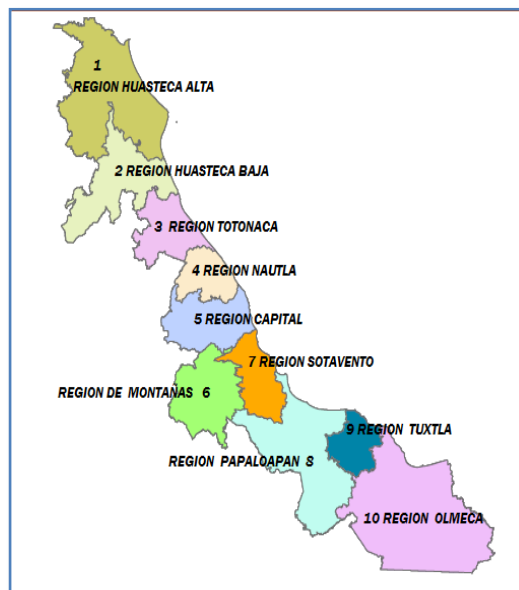 1
REGION HUASTECA ALTA
2 REGION HUASTECA BAJA
3 REGION TOTONACA
4 REGION NAUTLA
5 REGION CAPITAL
7 REGION SOTAVENTO
REGION DE MONTAÑAS 6
9 REGION TUXTLA
REGION PAPALOAPAN 8
10 REGION OLMECA